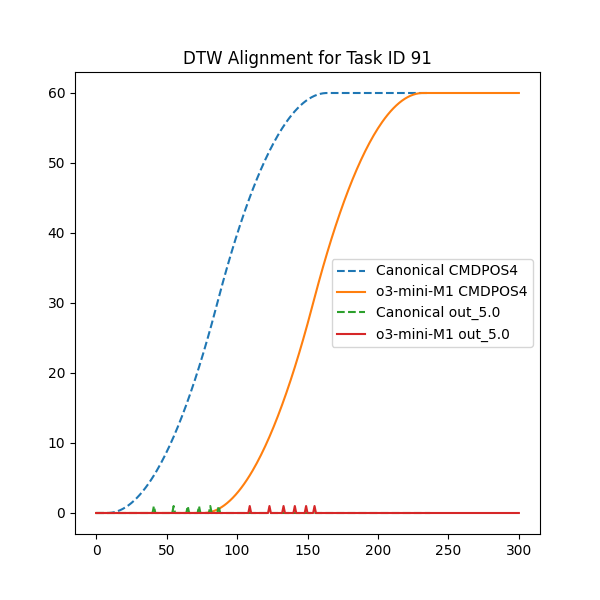 DTW Alignment for Task ID 91
60
50
40
30
20
10
0
Canonical CMDPOS4
o3-mini-M1 CMDPOS4
Canonical out_5.0
o3-mini-M1 out_5.0
0 50 100 150 200 250 300